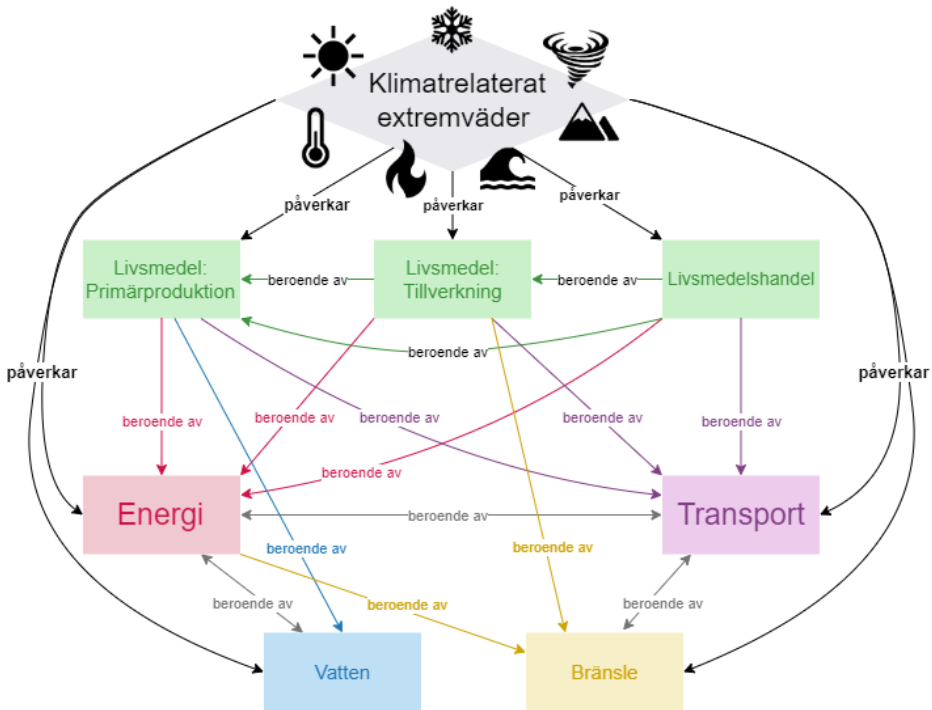 Klimatrelaterat
extremväder
påverkar
påverkar
påverkar
Livsmedel:
Primärproduktion
beroende av
Livsmedel:
Tillverkning
beroende av
Livsmedelshandel
beroende av
påverkar
påverkar
beroende av
beroende av
beroende av
beroende av
beroende av
beroende av
Energi
beroende av
Transport
beroende av
beroende av
beroende av
beroende av
beroende av
Vatten
Bränsle